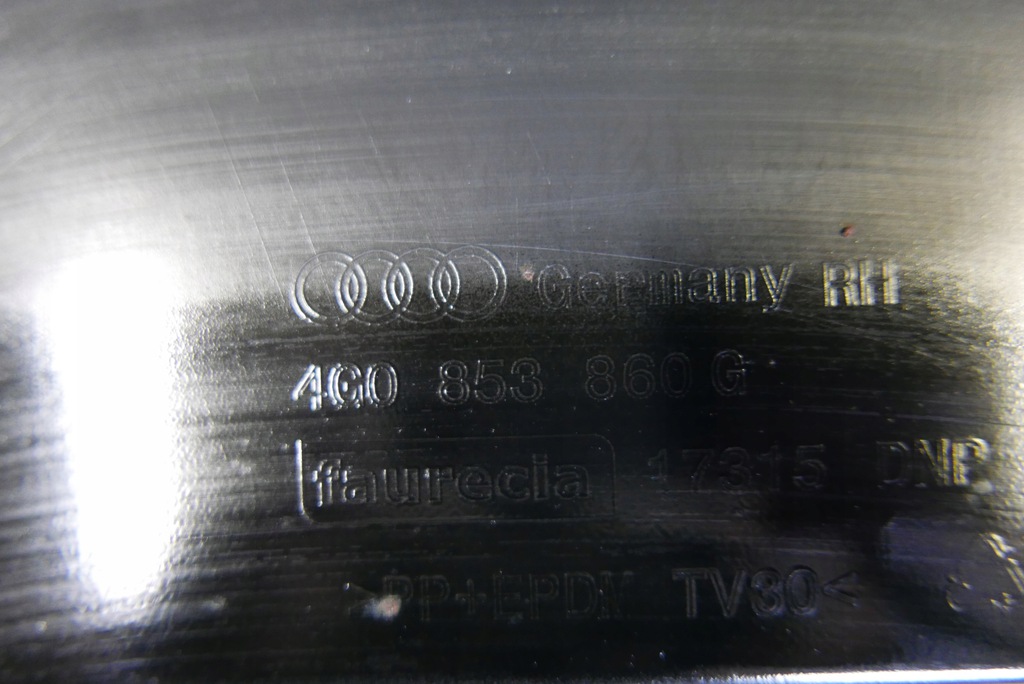 Germany RH
4G0 853 860 G
faurecia 17315 DNP
>PP+EPDM TV30<